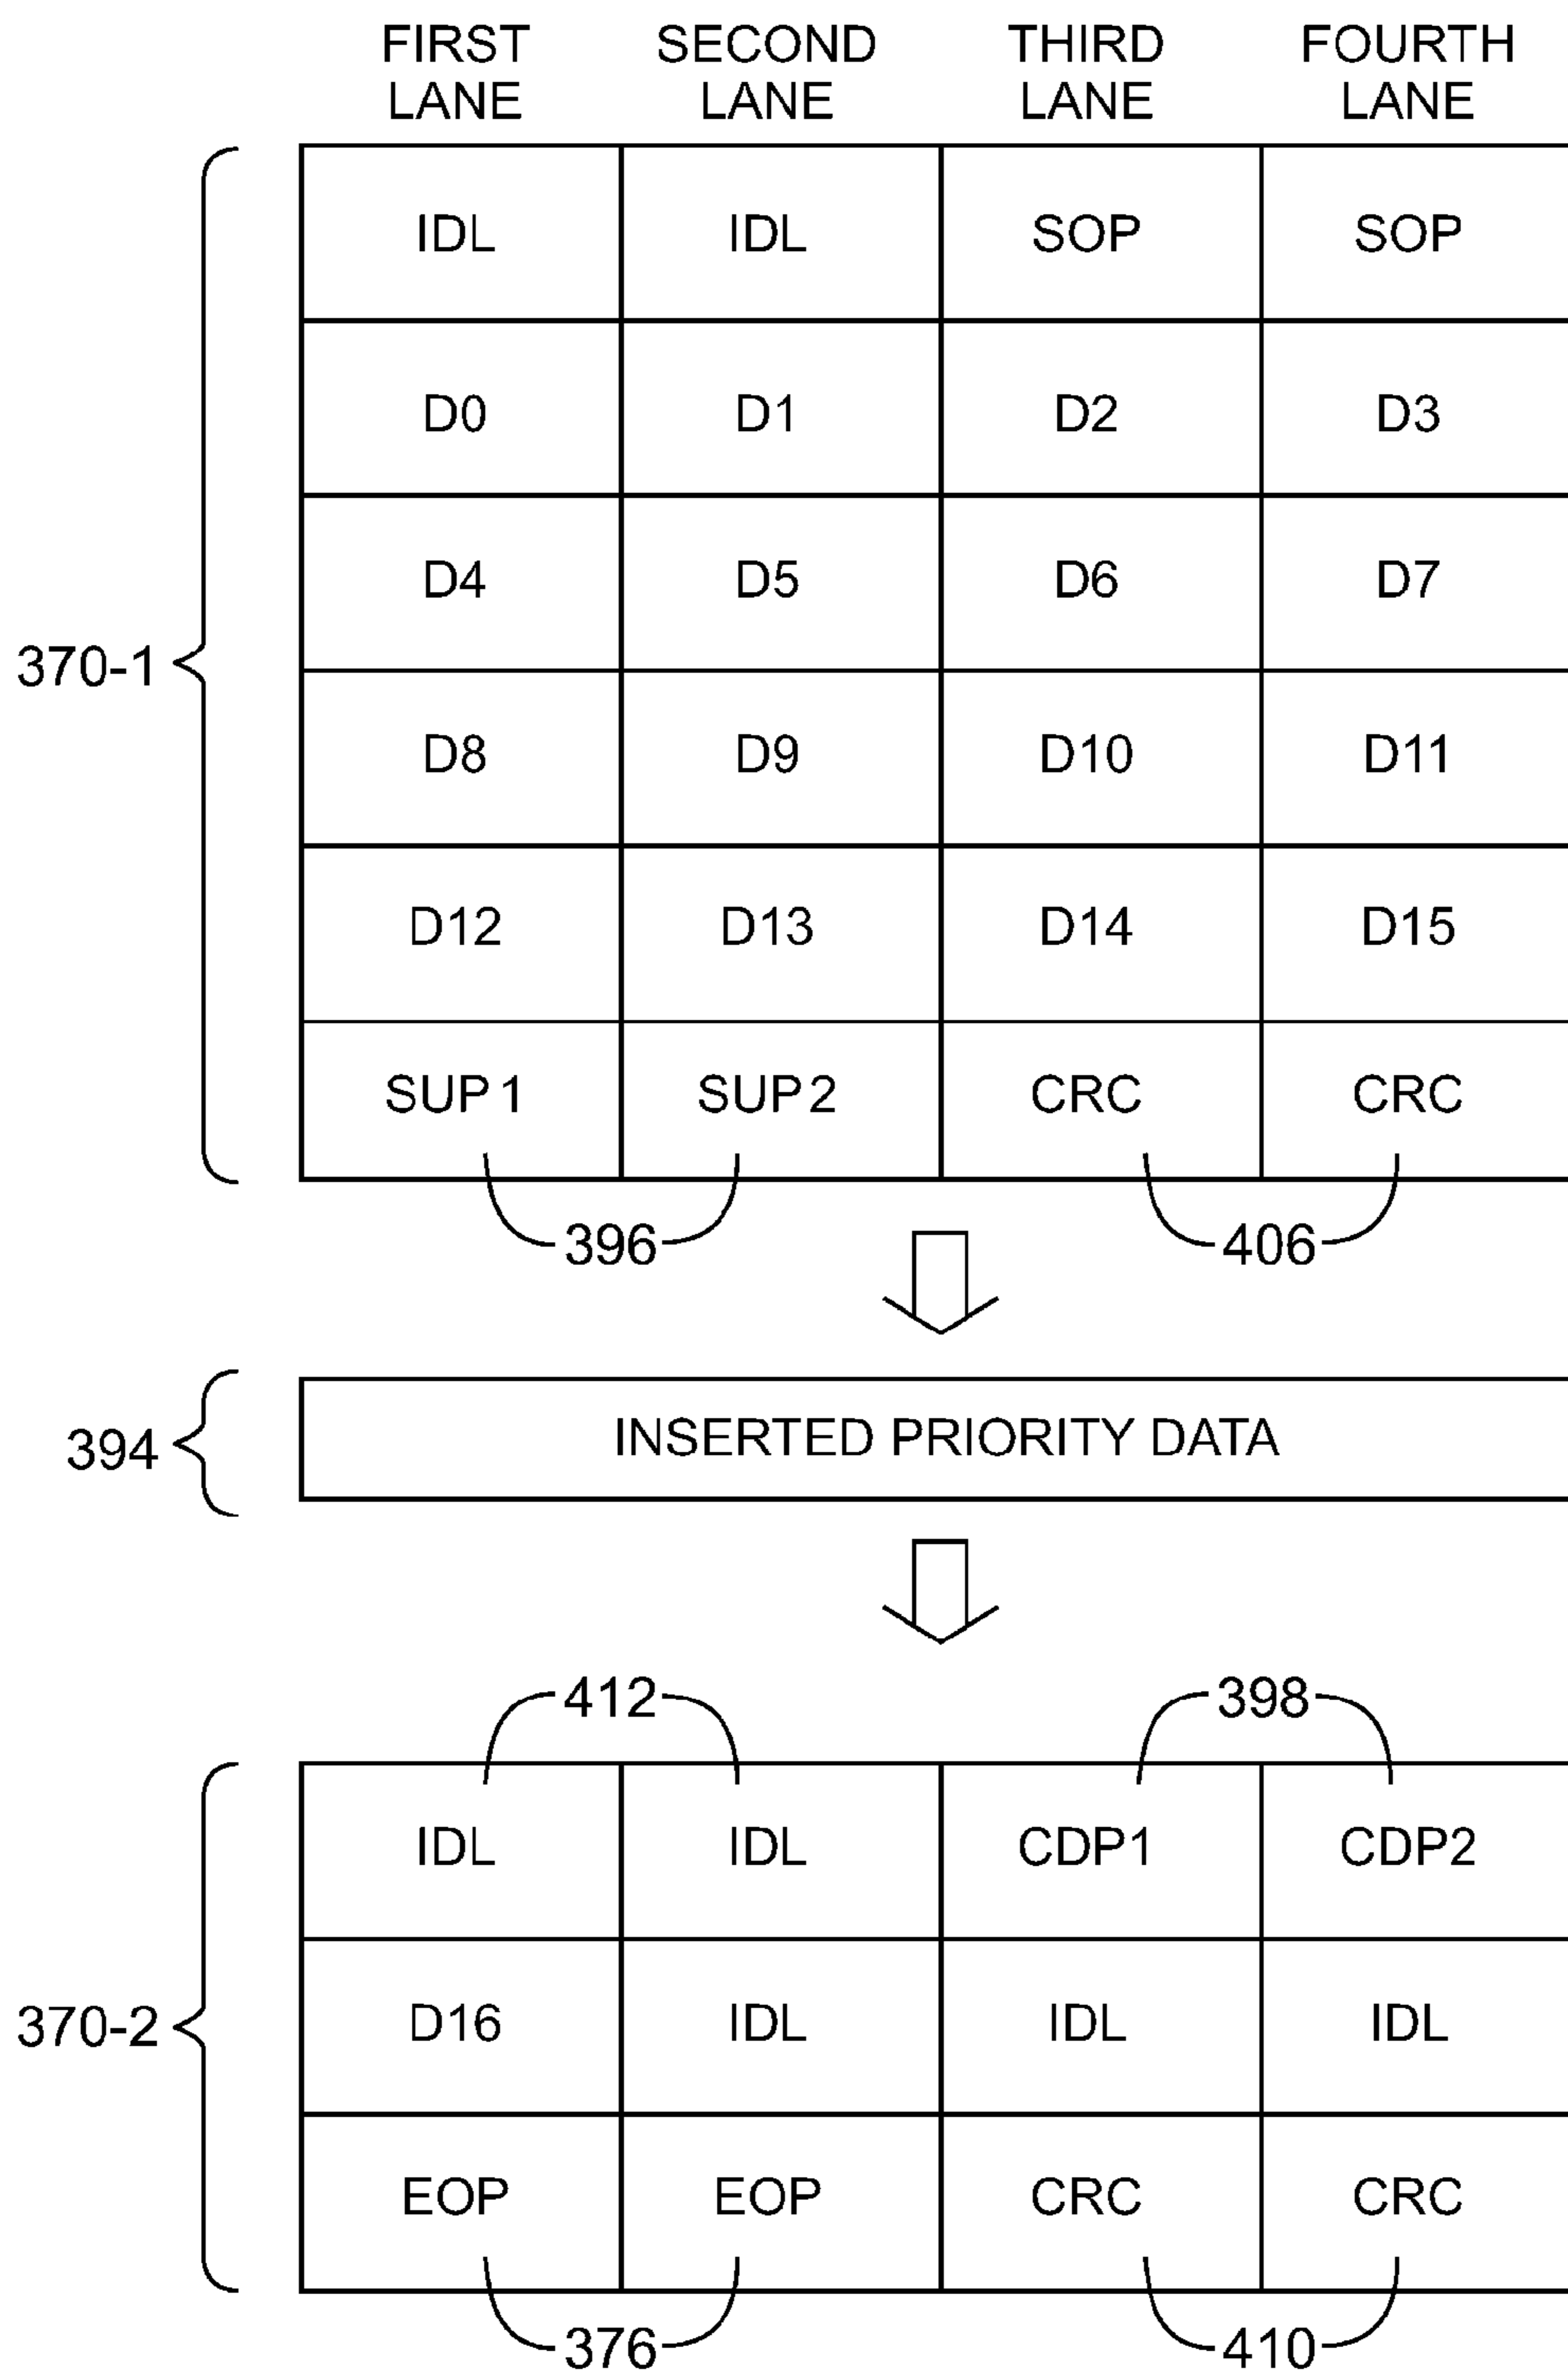 FIRST LANE SECOND LANE THIRD LANE FOURTH LANE
IDL IDL SOP SOP
D0 D1 D2 D3
D4 D5 D6 D7
370-1
D8 D9 D10 D11
D12 D13 D14 D15
SUP1 SUP2 CRC CRC
396 406
394 INSERTED PRIORITY DATA
412 398
IDL IDL CDP1 CDP2
370-2 D16 IDL IDL IDL
EOP EOP CRC CRC
376 410